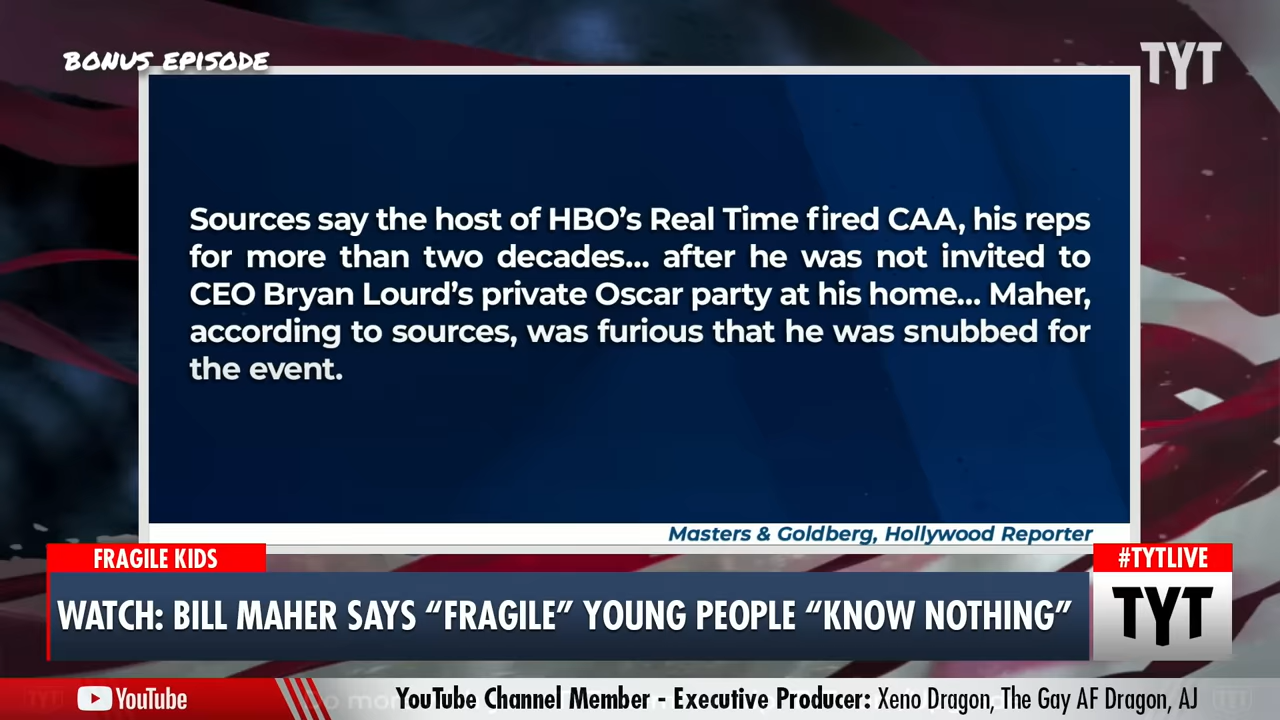 BONUS EPISODE
TYT
Sources say the host of HBO’s Real Time fired CAA, his reps
for more than two decades... after he was not invited to
CEO Bryan Lourd’s private Oscar party at his home... Maher,
according to sources, was furious that he was snubbed for
the event.
Masters & Goldberg, Hollywood Reporter
FRAGILE KIDS
#TYTLIVE
WATCH: BILL MAHER SAYS “FRAGILE” YOUNG PEOPLE “KNOW NOTHING”
TYT
YouTube
YouTube Channel Member - Executive Producer: Xeno Dragon, The Gay AF Dragon, AJ